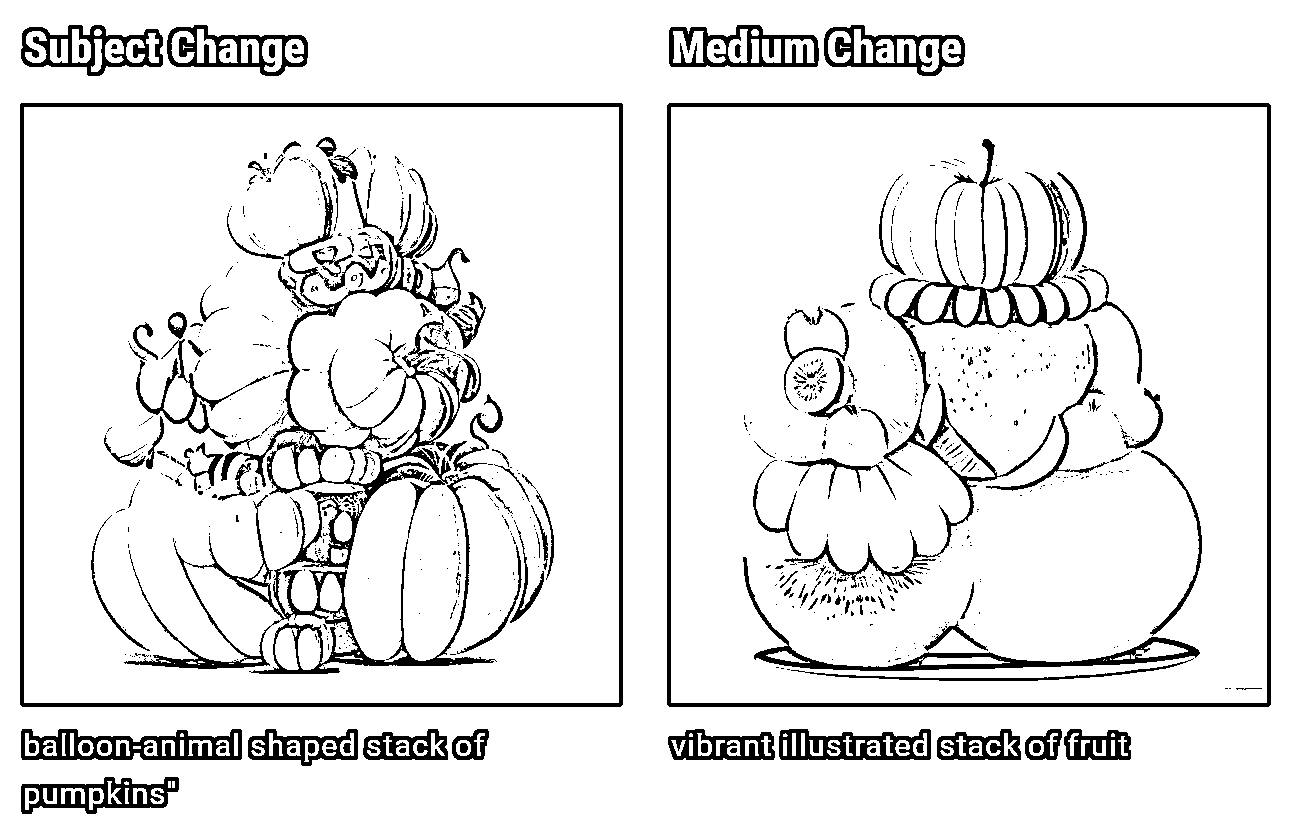 Subject Change
Medium Change
balloon-animal shaped stack of
pumpkins"
vibrant illustrated stack of fruit